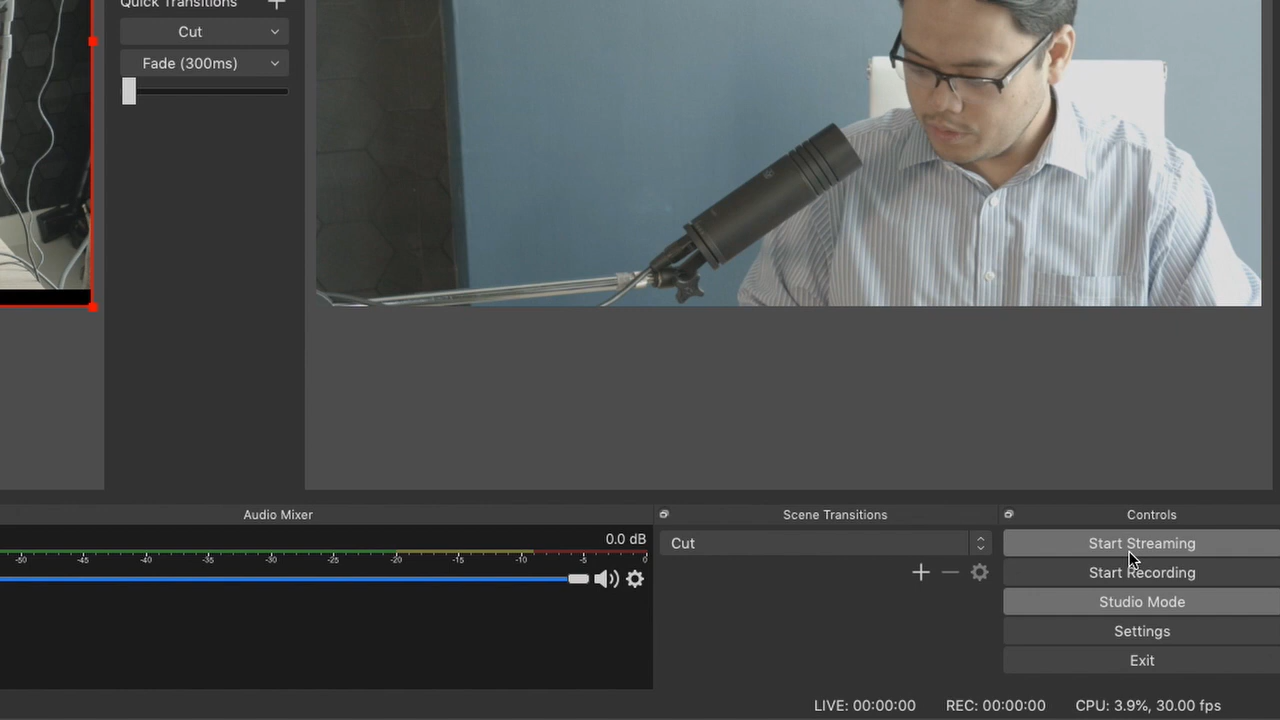 Quick Transitions
Cut
Fade (300ms)
Audio Mixer
0.0 dB
-50 -45 -40 -35 -30 -25 -20 -15 -10 -5 0
Scene Transitions
Cut
Controls
Start Streaming
Start Recording
Studio Mode
Settings
Exit
LIVE: 00:00:00 REC: 00:00:00 CPU: 3.9%, 30.00 fps